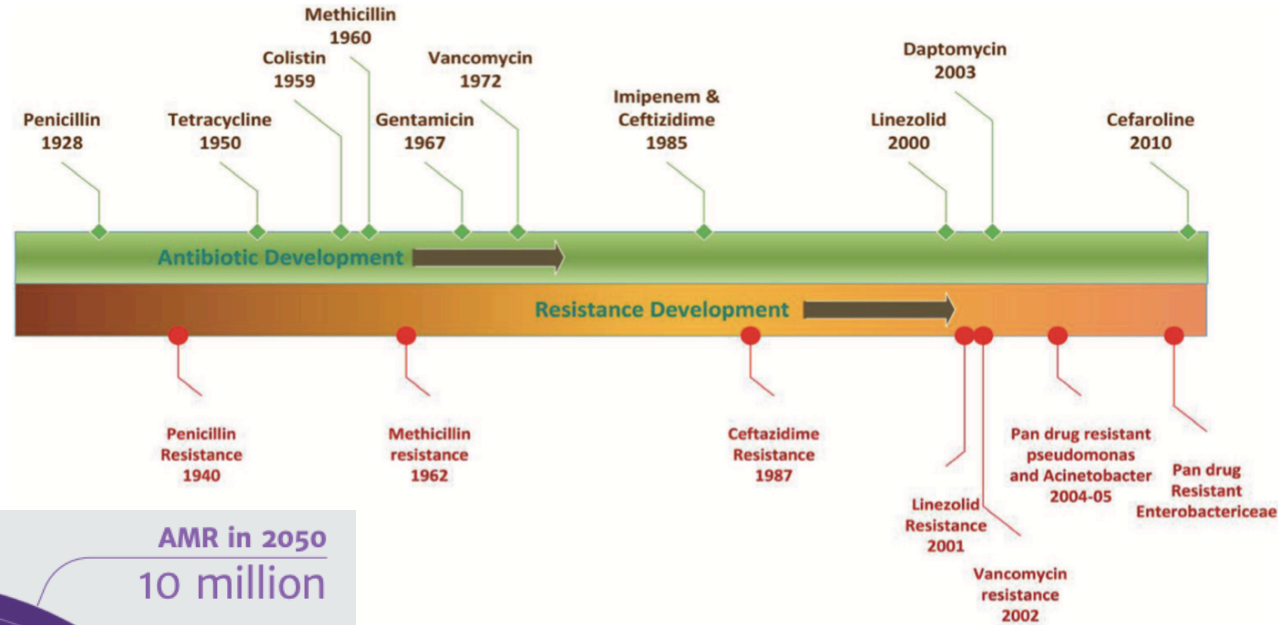 Methicillin
1960
Colistin
1959
Vancomycin
1972
Daptomycin
2003
Penicillin
1928
Tetracycline
1950
Gentamicin
1967
Imipenem &
Ceftizidime
1985
Linezolid
2000
Cefaroline
2010
Antibiotic Development
Resistance Development
Penicillin
Resistance
1940
Methicillin
resistance
1962
Ceftazidime
Resistance
1987
Linezolid
Resistance
2001
Vancomycin
resistance
2002
Pan drug resistant
pseudomonas
and Acinetobacter
2004-05
Pan drug
Resistant
Enterobactericeae
AMR in 2050
10 million